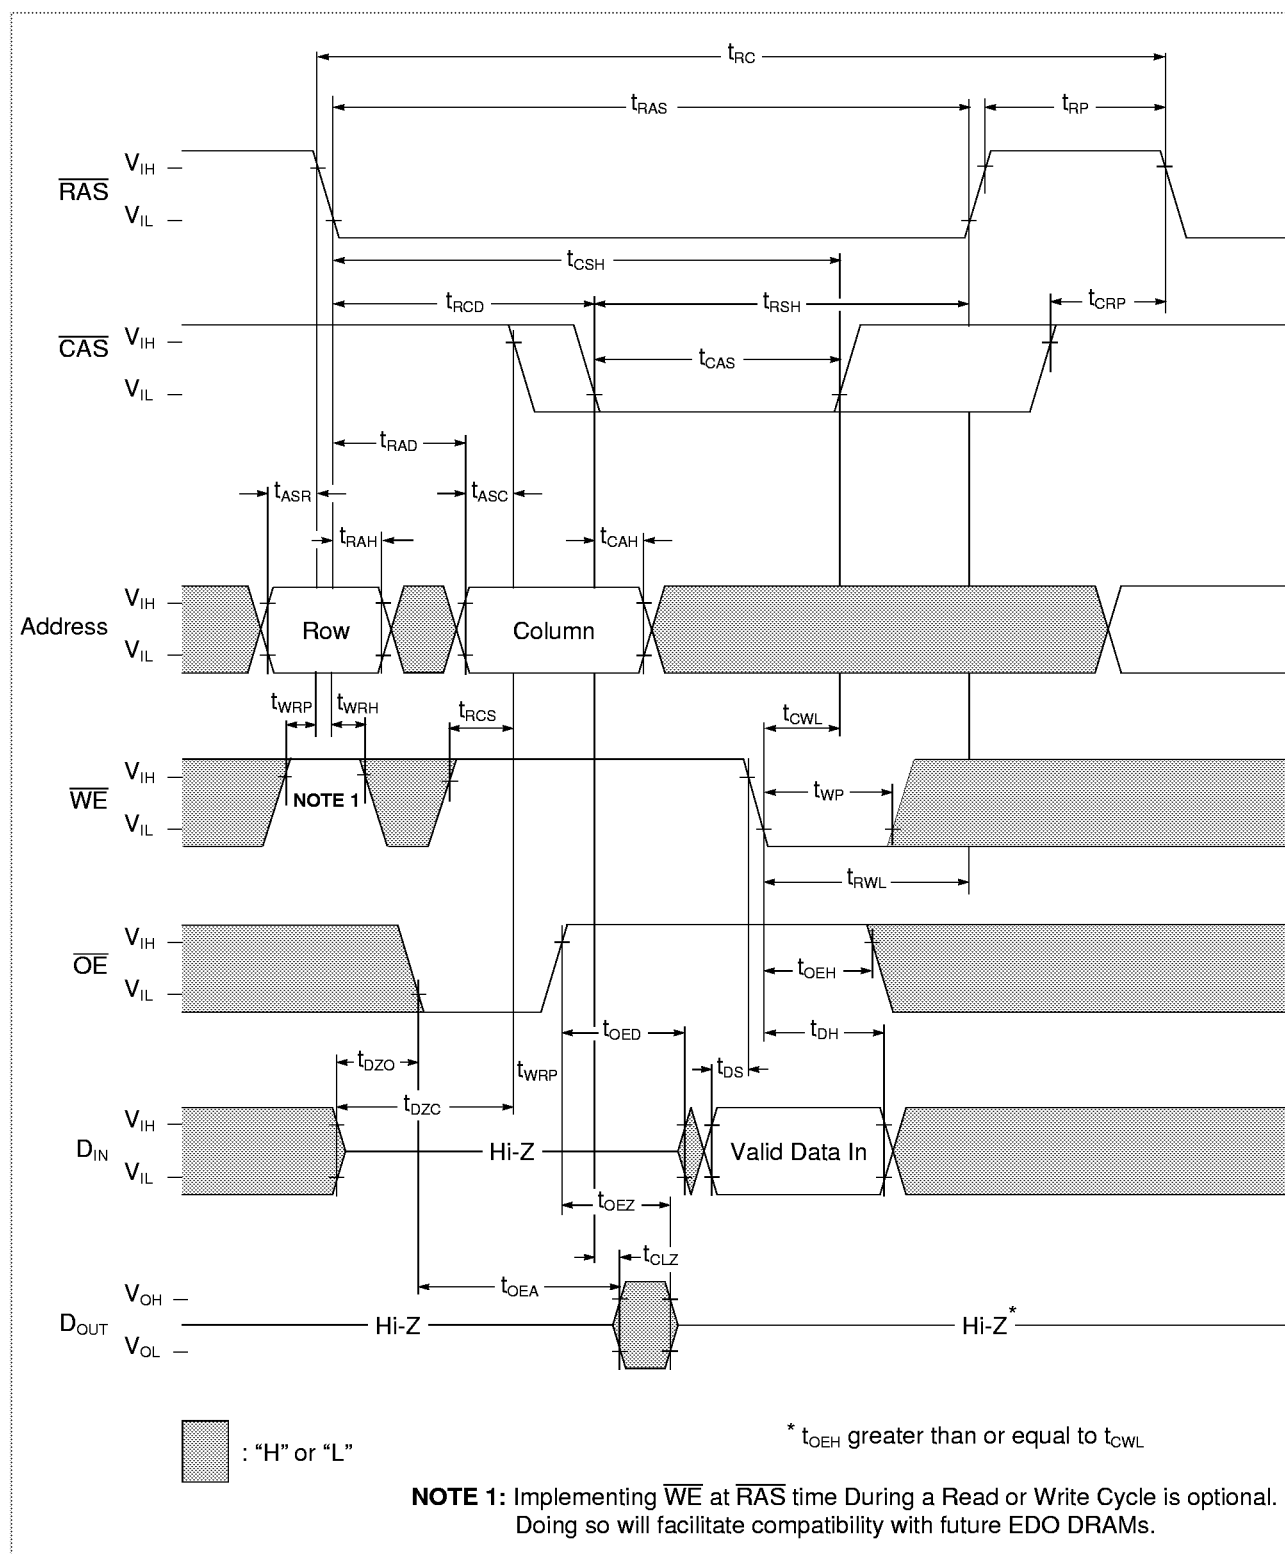 tRC
tRAS
tRP
RAS
VIH
VIL
tCSH
tRCD
tRSH
tCRP
CAS
VIH
VIL
tCAS
tRAD
tASR
tASC
tRAH
tCAH
Address
VIH
VIL
Row
Column
tWRP
tWRH
tRCS
tCWL
WE
VIH
VIL
NOTE 1
tWP
tRWL
OE
VIH
VIL
tOEH
tOED
tDH
tDZO
tWRP
tDS
tDZC
DIN
VIH
VIL
Hi-Z
Valid Data In
tOEZ
tCLZ
tOEA
DOUT
VOH
VOL
Hi-Z
Hi-Z*
: “H” or “L”
* tOEH greater than or equal to tCWL
NOTE 1: Implementing WE at RAS time During a Read or Write Cycle is optional.
Doing so will facilitate compatibility with future EDO DRAMs.